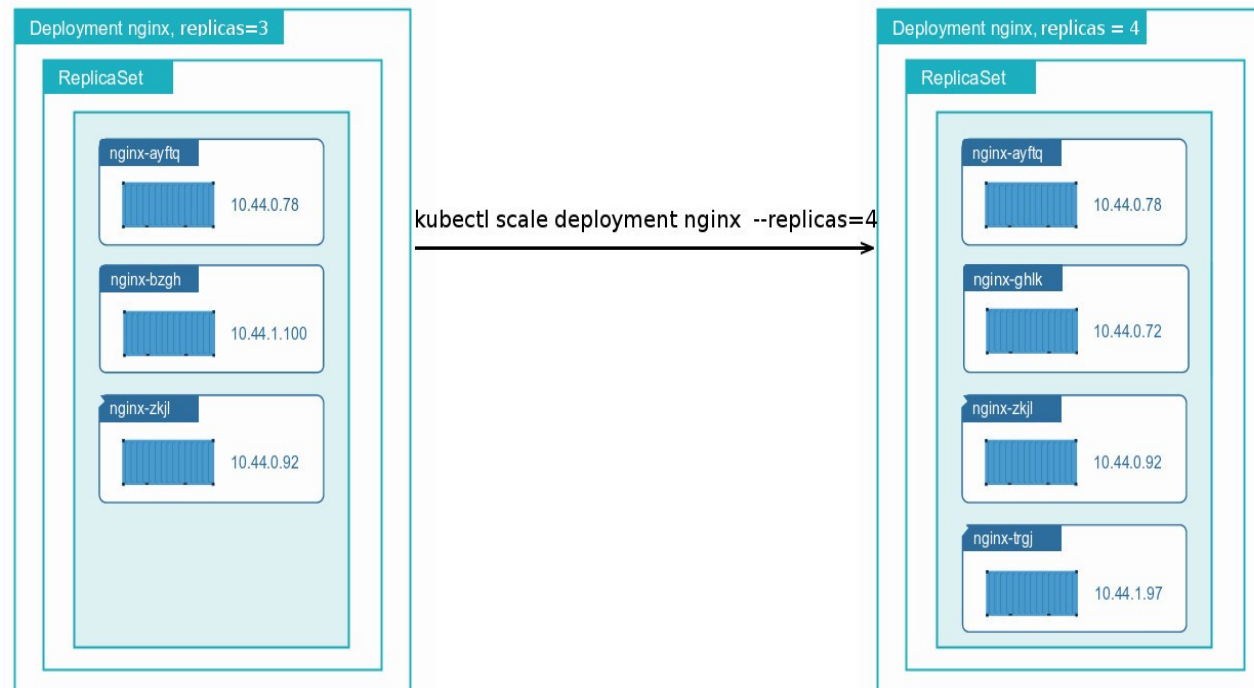 Deployment nginx, replicas=3
ReplicaSet
nginx-ayftq
10.44.0.78
nginx-bzgh
10.44.1.100
nginx-zkjl
10.44.0.92
kubectl scale deployment nginx  --replicas=4
Deployment nginx, replicas = 4
ReplicaSet
nginx-ayftq
10.44.0.78
nginx-ghlk
10.44.0.72
nginx-zkjl
10.44.0.92
nginx-trgj
10.44.1.97